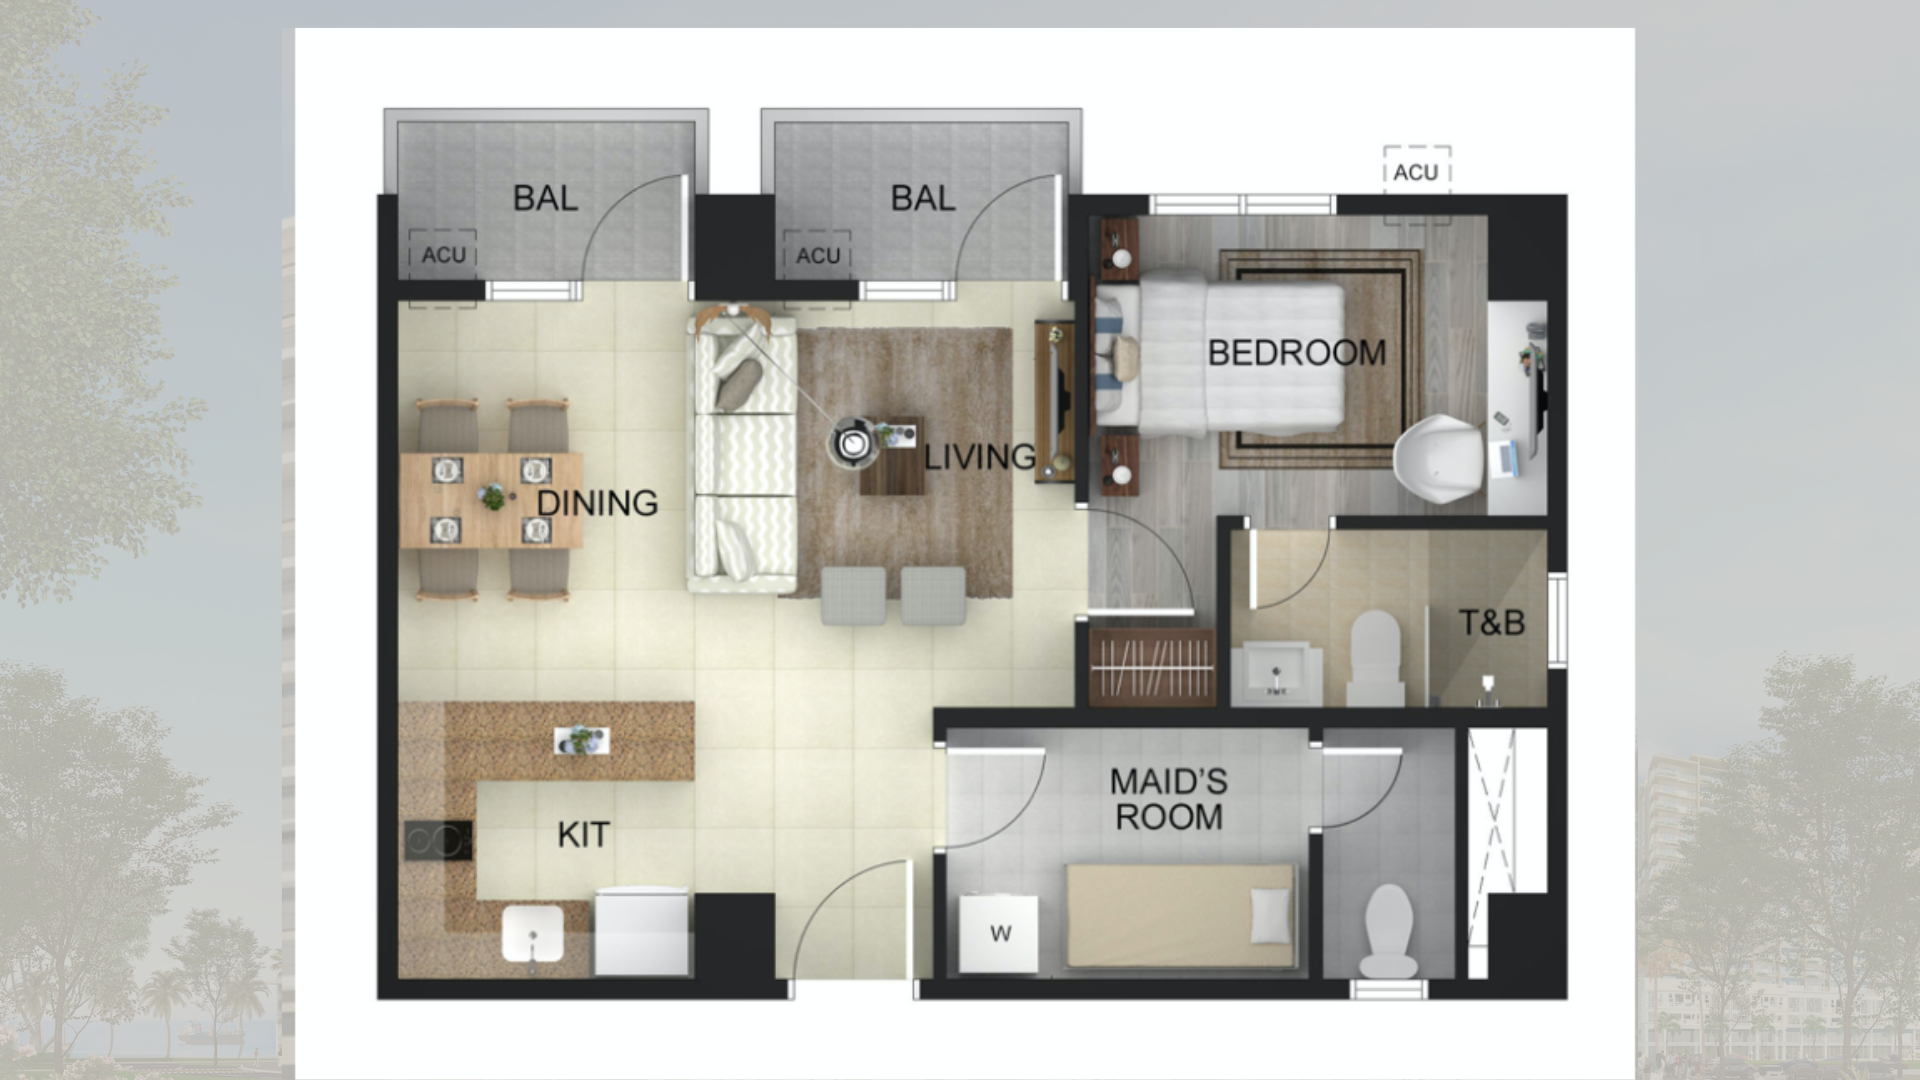 BAL
BAL
ACU
ACU
ACU
BEDROOM
LIVING
DINING
T&B
MAID'S
ROOM
KIT
W